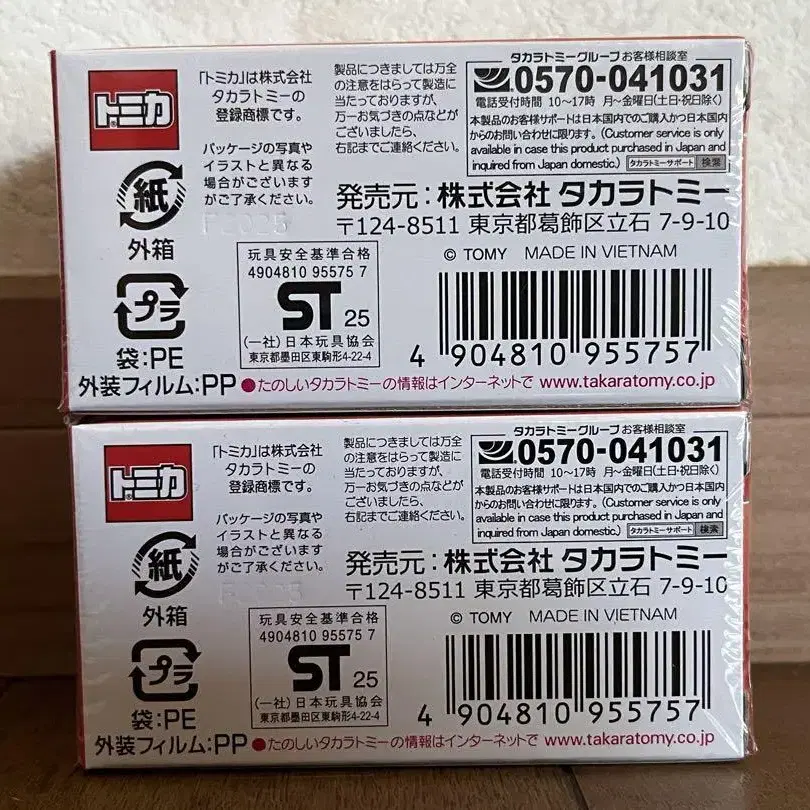 トミカ
「トミカ」は株式会社
タカラトミーの
登録商標です。
パッケージの写真や
イラストと異なる
場合がございます
がご了承ください。
製品につきましては万全
の注意をはらって製造に
当たっておりますが、
万一お気づきの点などが
ございましたら、
右記までご連絡ください。
タカラトミーグループお客様相談室
0570-041031
電話受付時間 10～17時 月～金曜日(土・日・祝日除く)
本製品のお客様サポートは日本国内でのご購入かつ日本国内
からのお問い合わせに限ります。(Customer service is only
available in case this product purchased in Japan and
inquired from Japan domestic.) タカラトミーサポート 検索
発売元：株式会社 タカラトミー
〒124-8511 東京都葛飾区立石 7-9-10
© TOMY MADE IN VIETNAM
紙
外箱
プラ
袋:PE
外装フィルム:PP
玩具安全基準合格
4904810 95575 7
ST 25
(一社)日本玩具協会
東京都墨田区東駒形4-22-4
4 904810 955757
●たのしいタカラトミーの情報はインターネットで www.takaratomy.co.jp
トミカ
「トミカ」は株式会社
タカラトミーの
登録商標です。
パッケージの写真や
イラストと異なる
場合がございます
がご了承ください。
製品につきましては万全
の注意をはらって製造に
当たっておりますが、
万一お気づきの点などが
ございましたら、
右記までご連絡ください。
タカラトミーグループお客様相談室
0570-041031
電話受付時間 10～17時 月～金曜日(土・日・祝日除く)
本製品のお客様サポートは日本国内でのご購入かつ日本国内
からのお問い合わせに限ります。(Customer service is only
available in case this product purchased in Japan and
inquired from Japan domestic.) タカラトミーサポート 検索
発売元：株式会社 タカラトミー
〒124-8511 東京都葛飾区立石 7-9-10
© TOMY MADE IN VIETNAM
紙
外箱
プラ
袋:PE
外装フィルム:PP
玩具安全基準合格
4904810 95575 7
ST 25
(一社)日本玩具協会
東京都墨田区東駒形4-22-4
4 904810 955757
●たのしいタカラトミーの情報はインターネットで www.takaratomy.co.jp